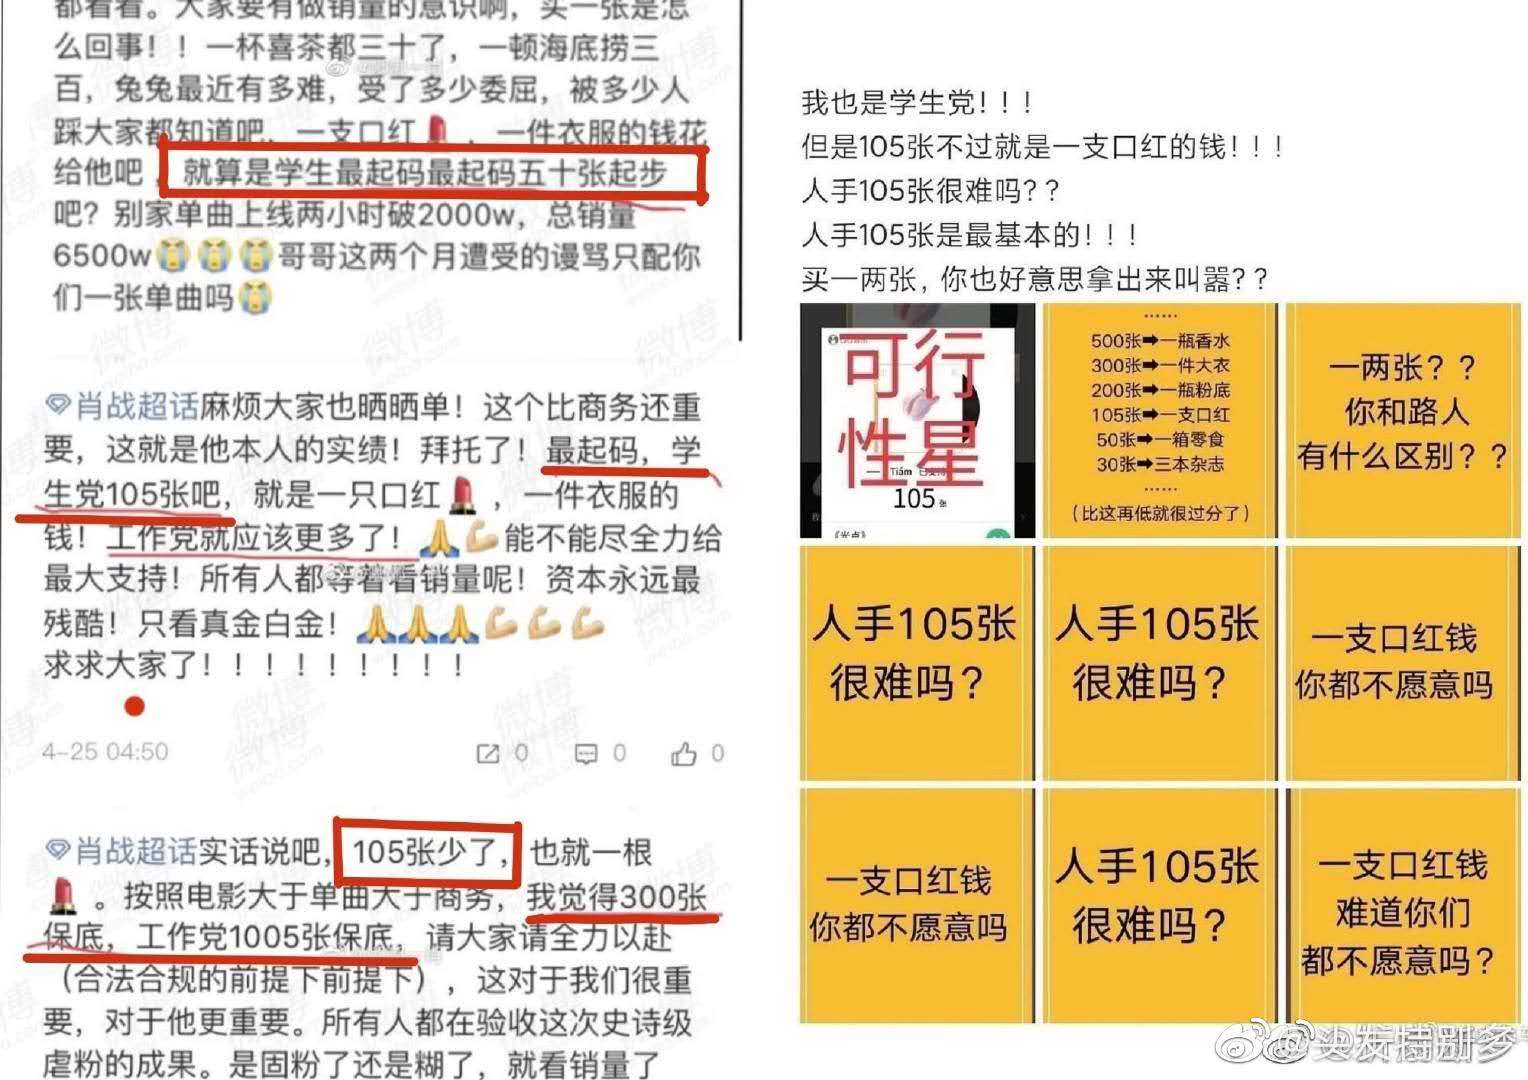 都看看。大家要有做销量的意识啊，买一张是怎
么回事！！一杯喜茶都三十了，一顿海底捞三
百，兔兔最近有多难，受了多少委屈，被多少人
踩大家都知道吧，一支口红💄，一件衣服的钱花
给他吧，就算是学生最起码最起码五十张起步
吧？别家单曲上线两小时破2000w，总销量
6500w😭😭😭哥哥这两个月遭受的谩骂只配你
们一张单曲吗😭
肖战超话麻烦大家也晒晒单！这个比商务还重
要，这就是他本人的实绩！拜托了！最起码，学
生党105张吧，就是一只口红💄，一件衣服的
钱！工作党就应该更多了！🙏💪能不能尽全力给
最大支持！所有人都等着看销量呢！资本永远最
残酷！只看真金白金！🙏🙏🙏💪💪💪
求求大家了！！！！！！！！！
4-25 04:50
0
0
0
肖战超话实话说吧，105张少了，也就一根
💄。按照电影大于单曲大于商务，我觉得300张
保底，工作党1005张保底，请大家请全力以赴
（合法合规的前提下前提下），这对于我们很重
要，对于他更重要。所有人都在验收这次史诗级
虐粉的成果。是固粉了还是糊了，就看销量了
我也是学生党！！！
但是105张不过就是一支口红的钱！！！
人手105张很难吗？？
人手105张是最基本的！！！
买一两张，你也好意思拿出来叫嚣？？
可行
性星
Tiám
105 张
《光点》
……
500张➡一瓶香水
300张➡一件大衣
200张➡一瓶粉底
105张➡一支口红
50张➡一箱零食
30张➡三本杂志
……
（比这再低就很过分了）
一两张？？
你和路人
有什么区别？？
人手105张
很难吗？
人手105张
很难吗？
一支口红钱
你都不愿意吗
一支口红钱
你都不愿意吗
人手105张
很难吗？
一支口红钱
难道你们
都不愿意吗？
@头发特别多